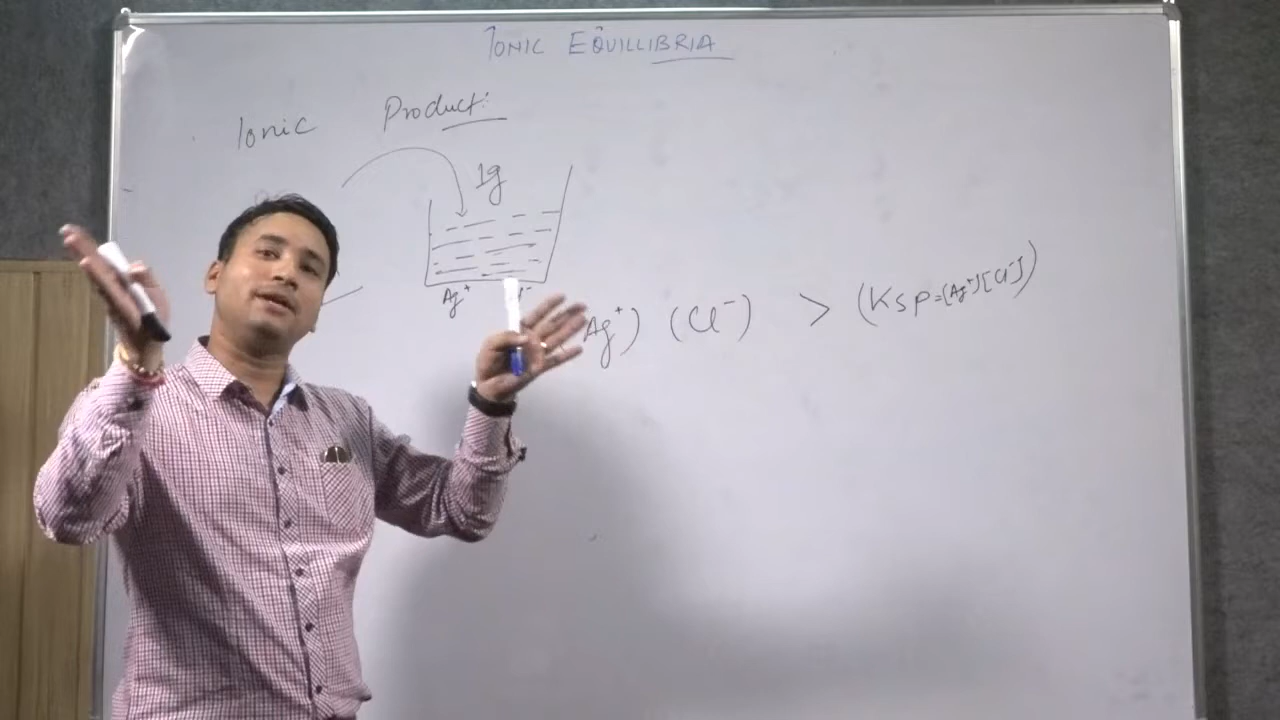 IONIC EQUILLIBRIA
Ionic Product:
1g
Ag+
(Ag+) (Cl-) > (Ksp=[Ag+][Cl-])